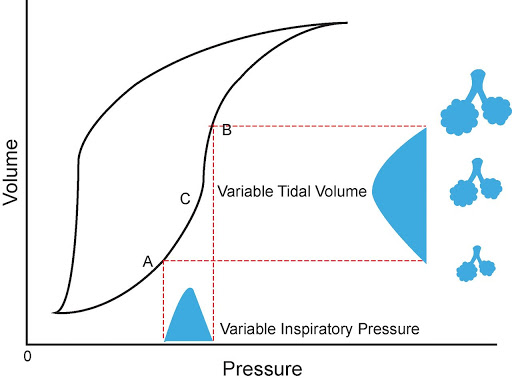 B
Volume
Variable Tidal Volume
C
A
Variable Inspiratory Pressure
0
Pressure